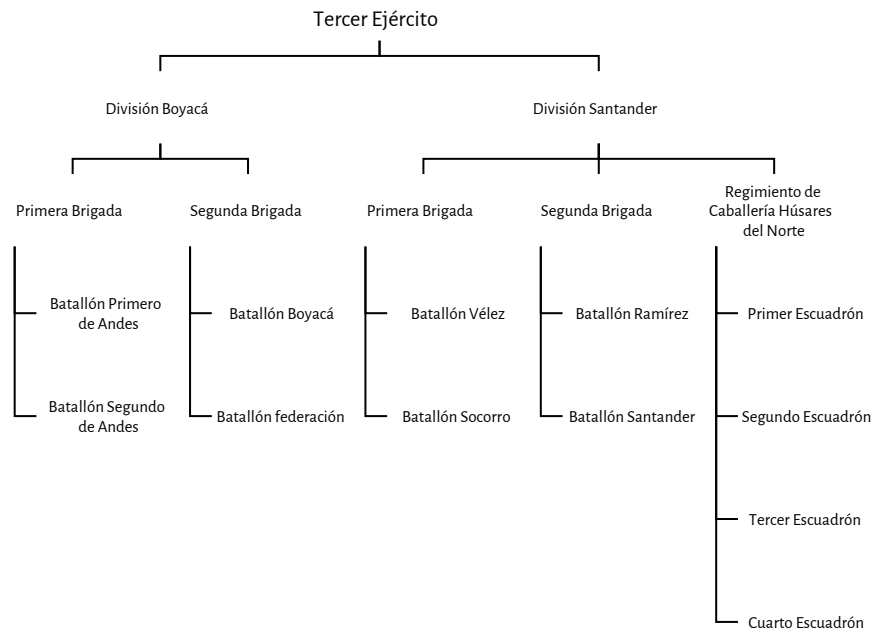 Tercer Ejército
División Boyacá
División Santander
Primera Brigada
Segunda Brigada
Primera Brigada
Segunda Brigada
Regimiento de
Caballería Húsares
del Norte
Batallón Primero
de Andes
Batallón Boyacá
Batallón Vélez
Batallón Ramírez
Primer Escuadrón
Batallón Segundo
de Andes
Batallón federación
Batallón Socorro
Batallón Santander
Segundo Escuadrón
Tercer Escuadrón
Cuarto Escuadrón